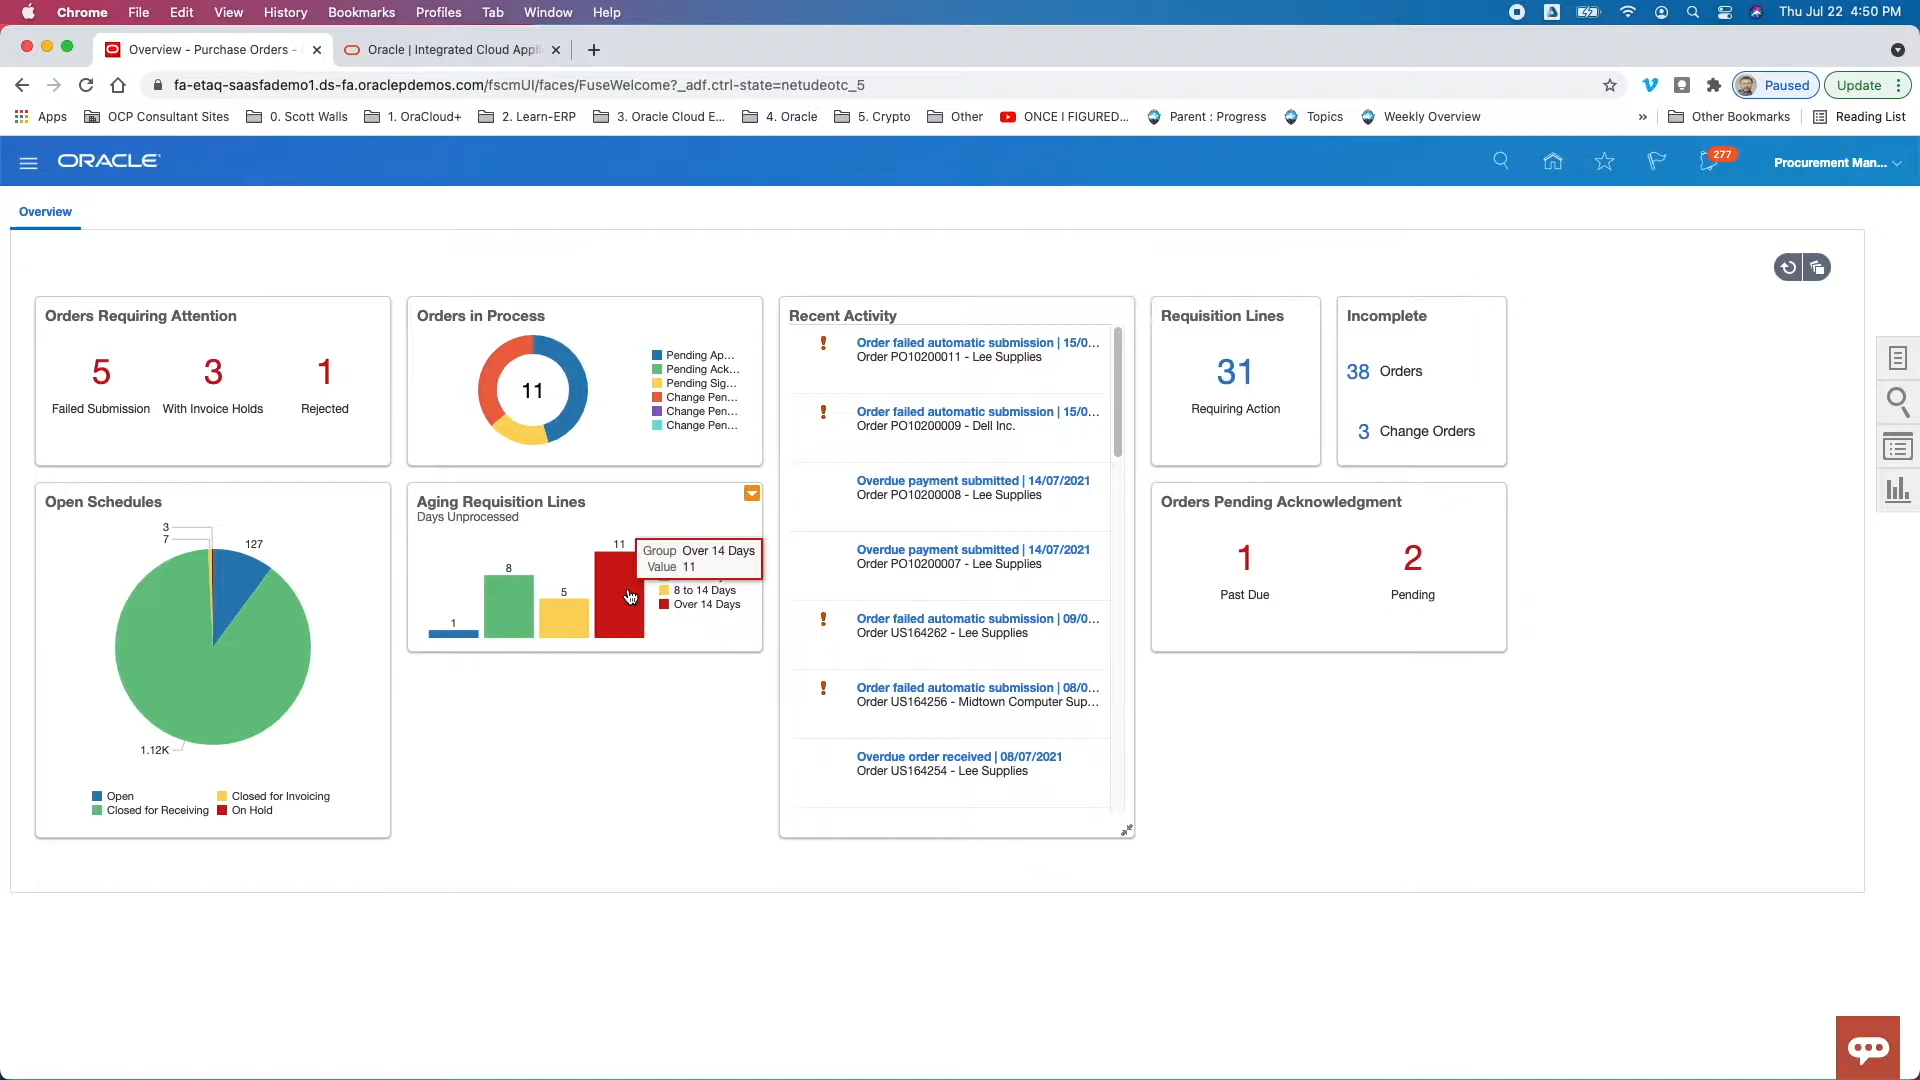 Chrome File Edit View History Bookmarks Profiles Tab Window Help Thu Jul 22 4:50 PM
Overview - Purchase Orders - Oracle | Integrated Cloud Appli
fa-etaq-saasfademo1.ds-fa.oraclepdemos.com/fscmUI/faces/FuseWelcome?_adf.ctrl-state=netudeotc_5 Paused Update
Apps OCP Consultant Sites 0. Scott Walls 1. OraCloud+ 2. Learn-ERP 3. Oracle Cloud E... 4. Oracle 5. Crypto Other ONCE I FIGURED... Parent : Progress Topics Weekly Overview » Other Bookmarks Reading List
ORACLE 277 Procurement Man...
Overview
Orders Requiring Attention
5 3 1
Failed Submission With Invoice Holds Rejected
Orders in Process
11
Pending Ap...
Pending Ack...
Pending Sig...
Change Pen...
Change Pen...
Change Pen...
Recent Activity
Order failed automatic submission | 15/0...
Order PO10200011 - Lee Supplies
Order failed automatic submission | 15/0...
Order PO10200009 - Dell Inc.
Overdue payment submitted | 14/07/2021
Order PO10200008 - Lee Supplies
Overdue payment submitted | 14/07/2021
Order PO10200007 - Lee Supplies
Order failed automatic submission | 09/0...
Order US164262 - Lee Supplies
Order failed automatic submission | 08/0...
Order US164256 - Midtown Computer Sup...
Overdue order received | 08/07/2021
Order US164254 - Lee Supplies
Requisition Lines
31
Requiring Action
Incomplete
38 Orders
3 Change Orders
Open Schedules
3
7
127
1.12K
Open Closed for Invoicing
Closed for Receiving On Hold
Aging Requisition Lines
Days Unprocessed
1
8
5
11
Group Over 14 Days
Value 11
8 to 14 Days
Over 14 Days
Orders Pending Acknowledgment
1 2
Past Due Pending